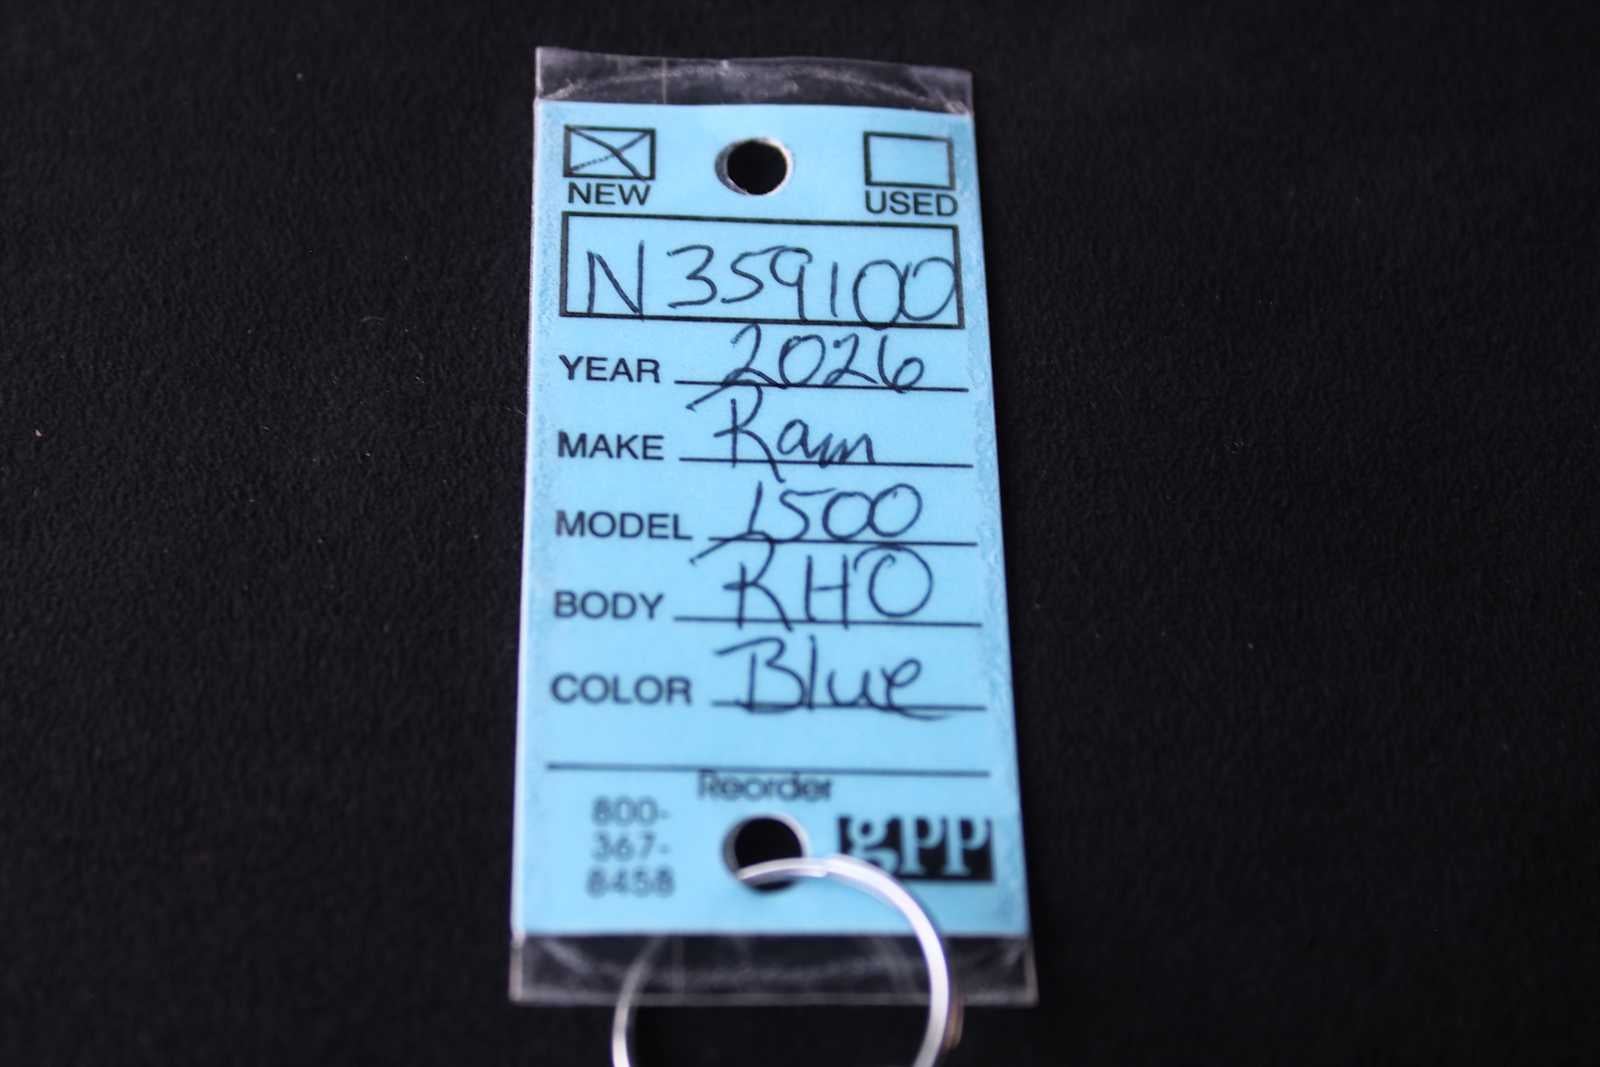 NEW USED
N359100
YEAR 2026
MAKE Ram
MODEL 1500
BODY RHO
COLOR Blue
Reorder
800-
367-
8458
gpp